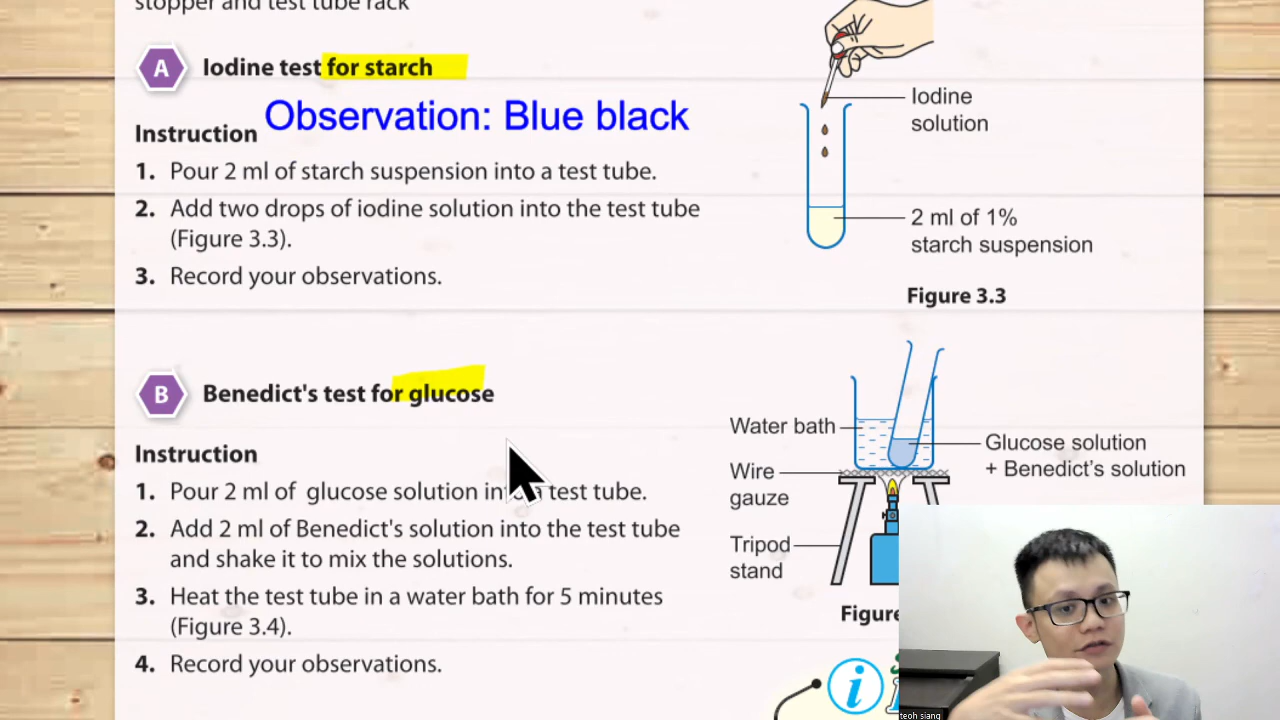 stopper and test tube rack
A
Iodine test for starch
Observation: Blue black
Instruction
1. Pour 2 ml of starch suspension into a test tube.
2. Add two drops of iodine solution into the test tube
(Figure 3.3).
3. Record your observations.
Iodine
solution
2 ml of 1%
starch suspension
Figure 3.3
B
Benedict's test for glucose
Instruction
1. Pour 2 ml of glucose solution into a test tube.
2. Add 2 ml of Benedict's solution into the test tube
and shake it to mix the solutions.
3. Heat the test tube in a water bath for 5 minutes
(Figure 3.4).
4. Record your observations.
Water bath
Glucose solution
+ Benedict's solution
Wire
gauze
Tripod
stand
Figure
i
teoh siang